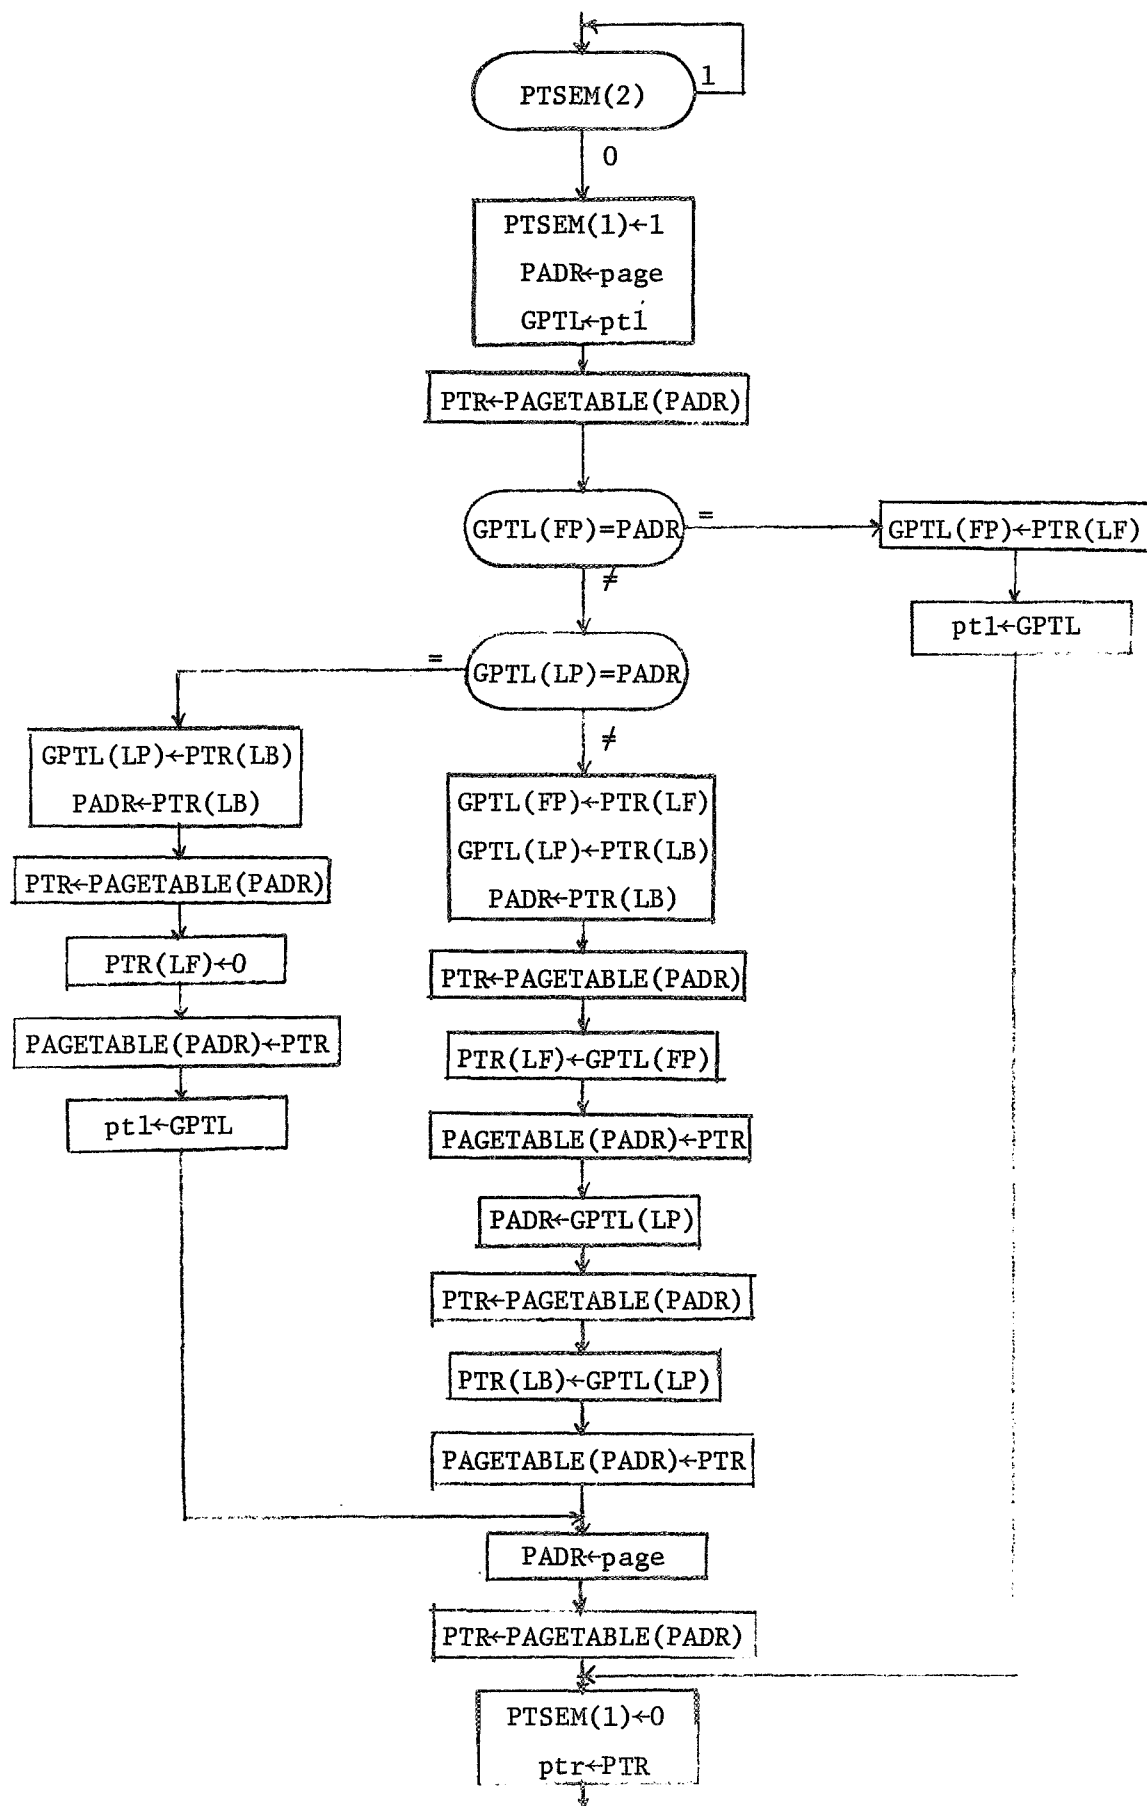 PTSEM(2)
1
0
PTSEM(1)←1
PADR←page
GPTL←ptl
PTR←PAGETABLE(PADR)
GPTL(FP)=PADR
=
GPTL(FP)←PTR(LF)
≠
ptl←GPTL
GPTL(LP)=PADR
=
≠
GPTL(LP)←PTR(LB)
PADR←PTR(LB)
PTR←PAGETABLE(PADR)
PTR(LF)←0
PAGETABLE(PADR)←PTR
ptl←GPTL
GPTL(FP)←PTR(LF)
GPTL(LP)←PTR(LB)
PADR←PTR(LB)
PTR←PAGETABLE(PADR)
PTR(LF)←GPTL(FP)
PAGETABLE(PADR)←PTR
PADR←GPTL(LP)
PTR←PAGETABLE(PADR)
PTR(LB)←GPTL(LP)
PAGETABLE(PADR)←PTR
PADR←page
PTR←PAGETABLE(PADR)
PTSEM(1)←0
ptr←PTR